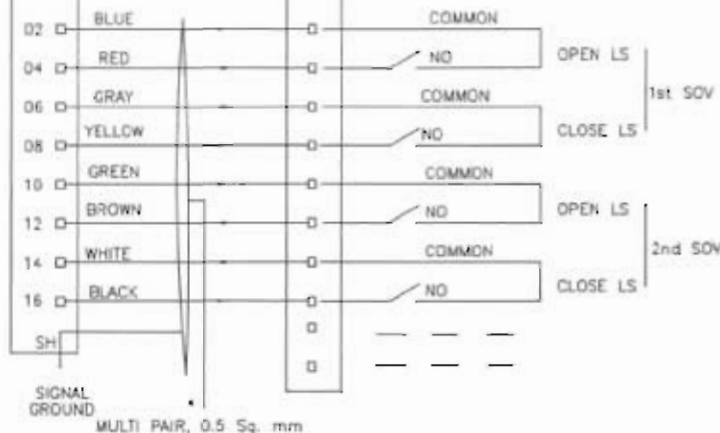 02 BLUE COMMON
04 RED NO OPEN LS
1st SOV
06 GRAY COMMON
08 YELLOW NO CLOSE LS
10 GREEN COMMON
12 BROWN NO OPEN LS
2nd SOV
14 WHITE COMMON
16 BLACK NO CLOSE LS
SH
SIGNAL
GROUND
MULTI PAIR, 0.5 Sq. mm